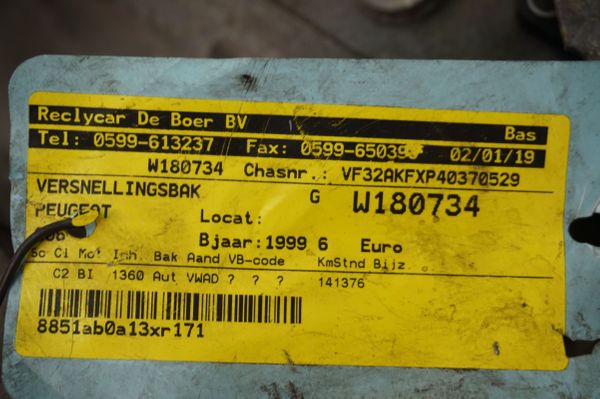 Reclycar De Boer BV Bas
Tel: 0599-613237 Fax: 0599-65039 02/01/19
W180734 Chasnr.: VF32AKFXP40370529
VERSNELLINGSBAK G W180734
PEUGEOT Locat:
Bjaar: 1999 6 Euro
Sc Cl Mot Inh. Bak Aand VB-code KmStnd Bijz.
C2 BI 1360 Aut VWAD ? ? ? 141376
8851ab0a13xr171